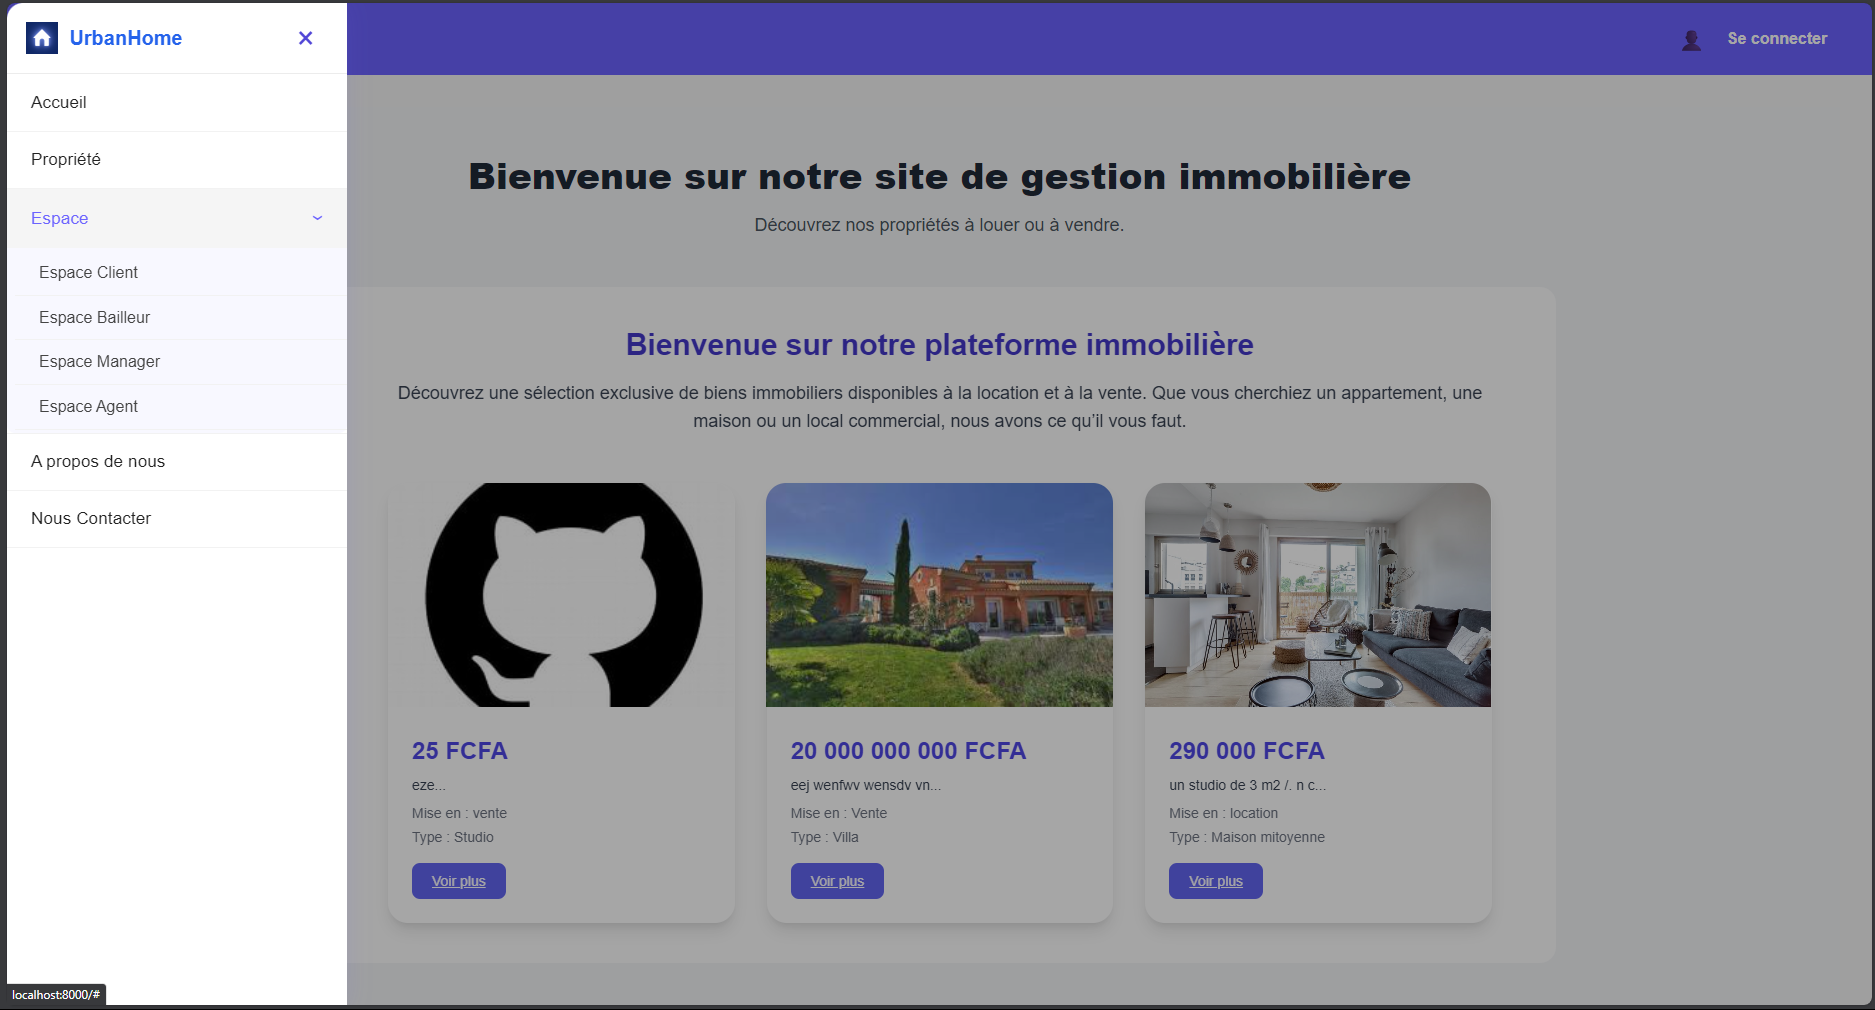 UrbanHome
Accueil
Propriété
Espace
Espace Client
Espace Bailleur
Espace Manager
Espace Agent
A propos de nous
Nous Contacter
Se connecter
Bienvenue sur notre site de gestion immobilière
Découvrez nos propriétés à louer ou à vendre.
Bienvenue sur notre plateforme immobilière
Découvrez une sélection exclusive de biens immobiliers disponibles à la location et à la vente. Que vous cherchiez un appartement, une
maison ou un local commercial, nous avons ce qu’il vous faut.
25 FCFA
eze...
Mise en : vente
Type : Studio
Voir plus
20 000 000 000 FCFA
eej wenfwv wensdv vn...
Mise en : Vente
Type : Villa
Voir plus
290 000 FCFA
un studio de 3 m2 /. n c...
Mise en : location
Type : Maison mitoyenne
Voir plus
localhost:8000/#